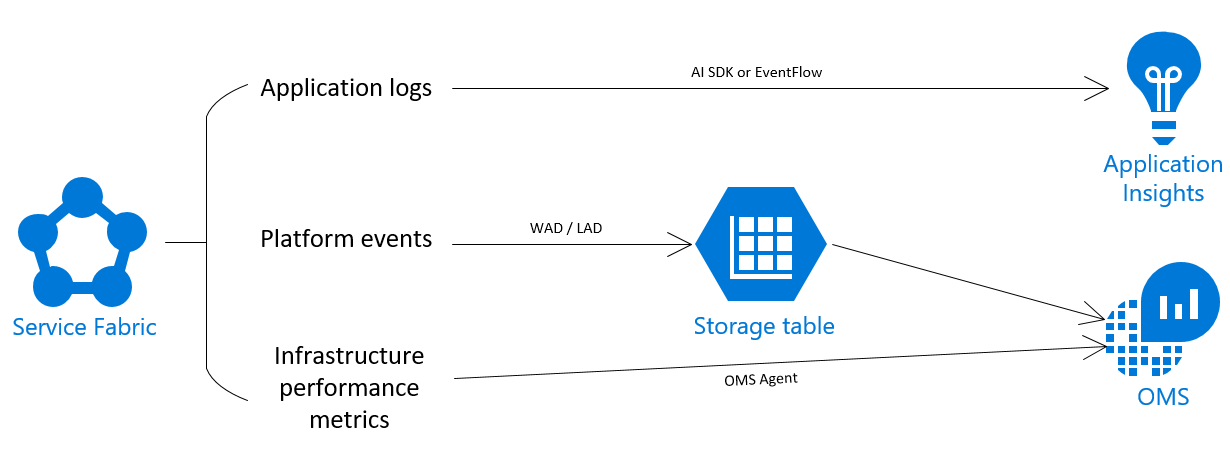 Application logs
AI SDK or EventFlow
Application
Insights
Service Fabric
Platform events
WAD / LAD
Storage table
Infrastructure
performance
metrics
OMS Agent
OMS